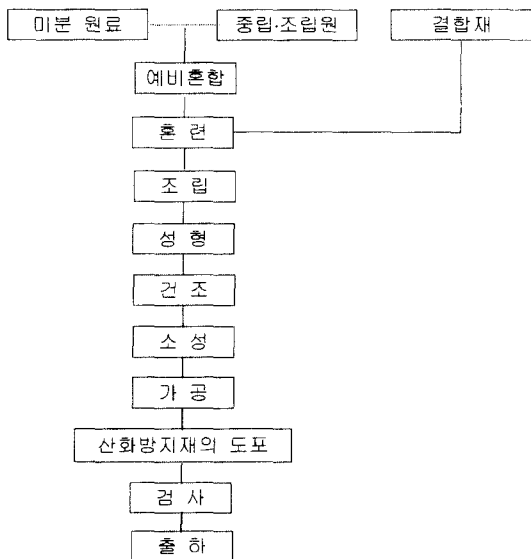 미분 원료
중립·조립원
결합재
예비혼합
혼 련
조 립
성 형
건 조
소 성
가 공
산화방지재의 도포
검 사
출 하